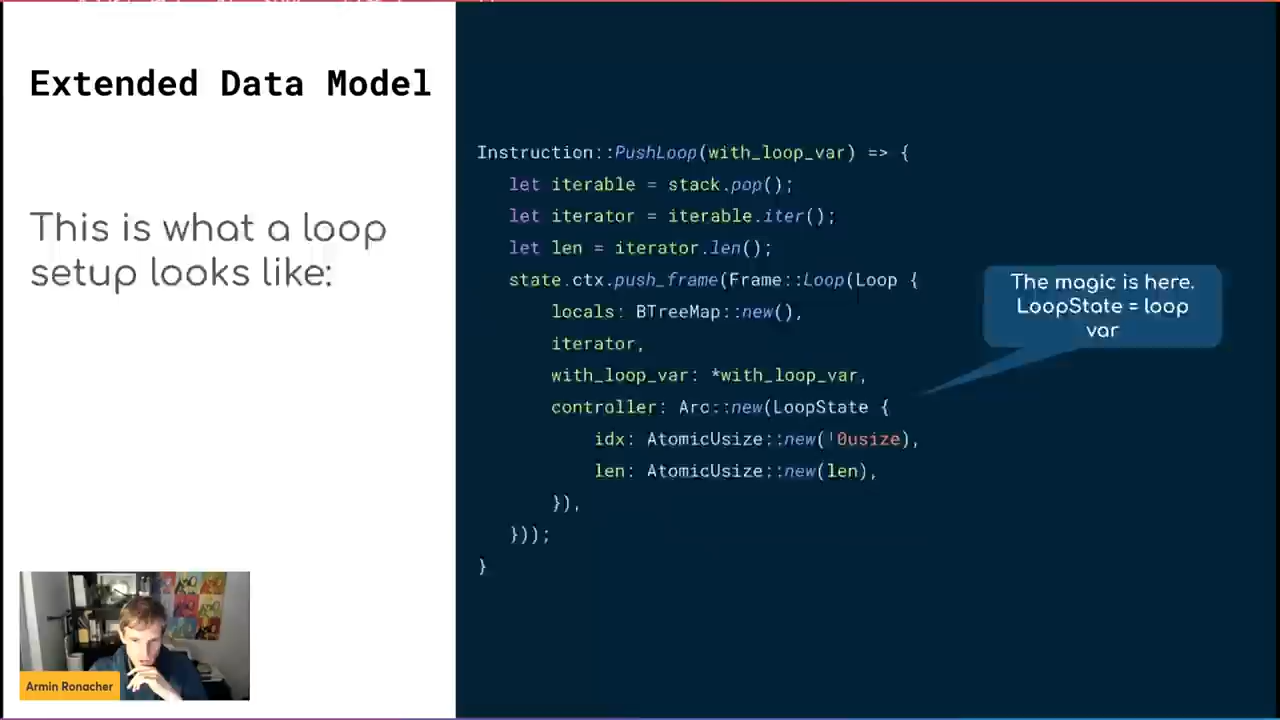 Extended Data Model
This is what a loop
setup looks like:
Instruction::PushLoop(with_loop_var) => {
let iterable = stack.pop();
let iterator = iterable.iter();
let len = iterator.len();
state.ctx.push_frame(Frame::Loop(Loop {
locals: BTreeMap::new(),
iterator,
with_loop_var: *with_loop_var,
controller: Arc::new(LoopState {
idx: AtomicUsize::new(!0usize),
len: AtomicUsize::new(len),
}),
}));
}
The magic is here.
LoopState = loop
var
Armin Ronacher